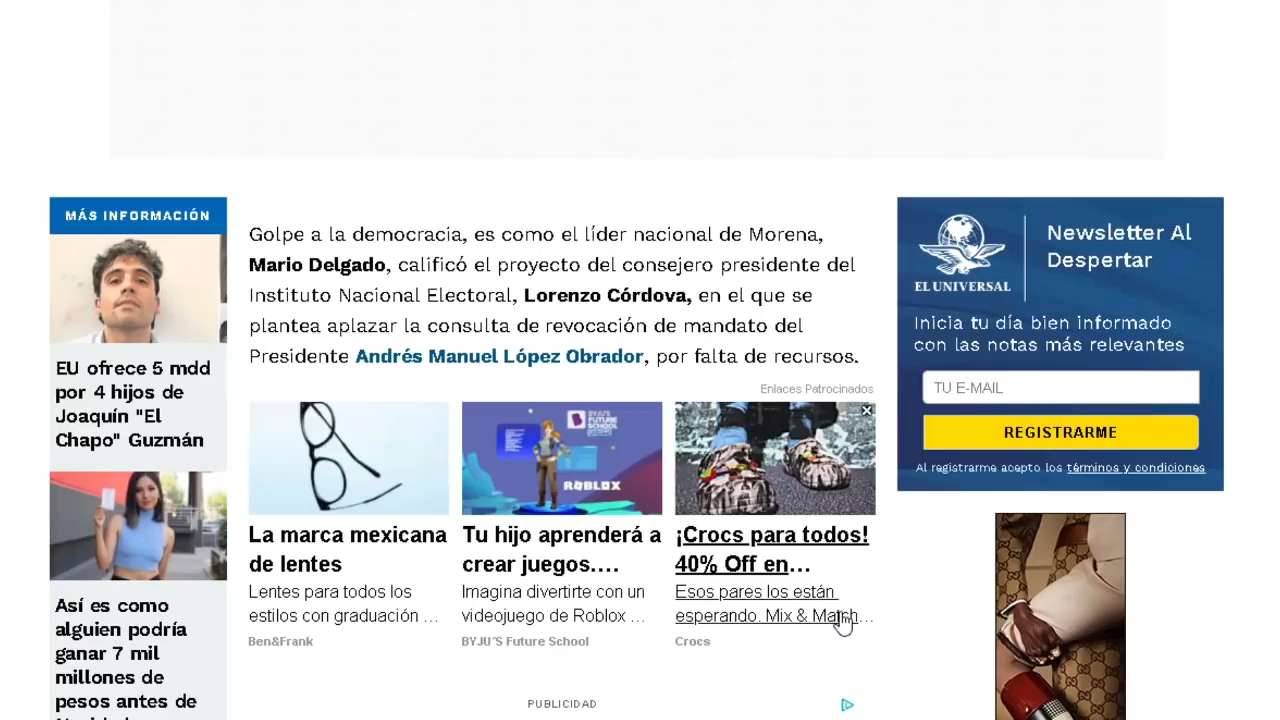 MÁS INFORMACIÓN
EU ofrece 5 mdd
por 4 hijos de
Joaquín "El
Chapo" Guzmán
Así es como
alguien podría
ganar 7 mil
millones de
pesos antes de
Golpe a la democracia, es como el líder nacional de Morena,
Mario Delgado, calificó el proyecto del consejero presidente del
Instituto Nacional Electoral, Lorenzo Córdova, en el que se
plantea aplazar la consulta de revocación de mandato del
Presidente Andrés Manuel López Obrador, por falta de recursos.
Enlaces Patrocinados
BYJU'S
FUTURE
SCHOOL
ROBLOX
La marca mexicana
de lentes
Lentes para todos los
estilos con graduación ...
Ben&Frank
Tu hijo aprenderá a
crear juegos....
Imagina divertirte con un
videojuego de Roblox ...
BYJU´S Future School
¡Crocs para todos!
40% Off en...
Esos pares los están
esperando. Mix & Match...
Crocs
PUBLICIDAD
EL UNIVERSAL
Newsletter Al
Despertar
Inicia tu día bien informado
con las notas más relevantes
TU E-MAIL
REGISTRARME
Al registrarme acepto los términos y condiciones